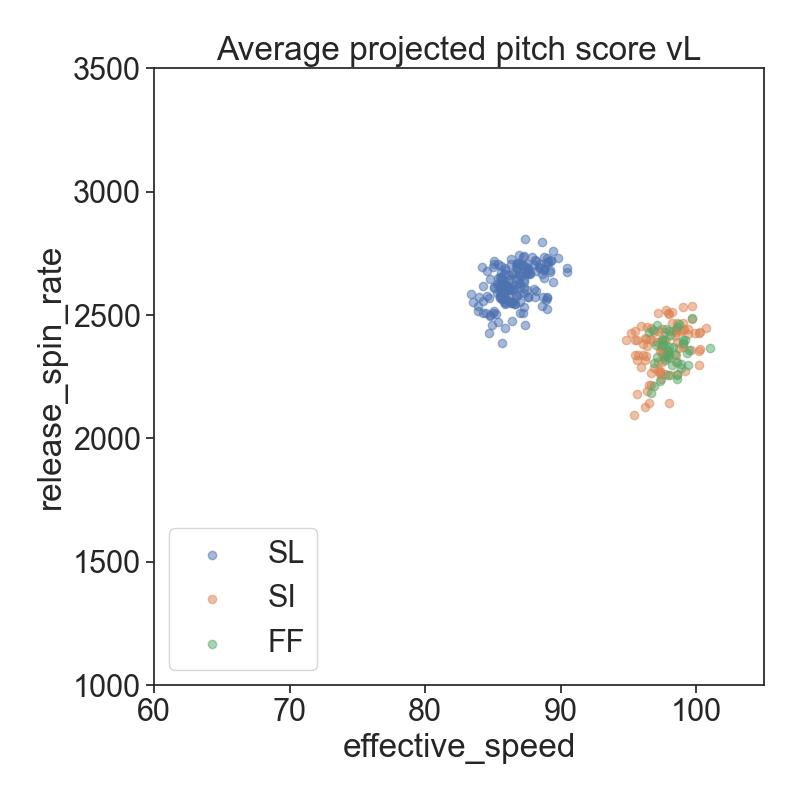 Average projected pitch score vL
3500
3000
2500
2000
1500
1000
release_spin_rate
SL
SI
FF
60
70
80
90
100
effective_speed